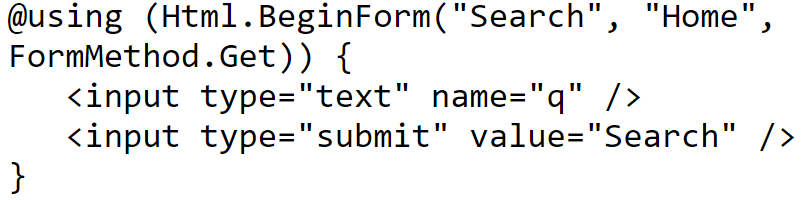 @using (Html.BeginForm("Search", "Home",
FormMethod.Get)) {
   <input type="text" name="q" />
   <input type="submit" value="Search" />
}